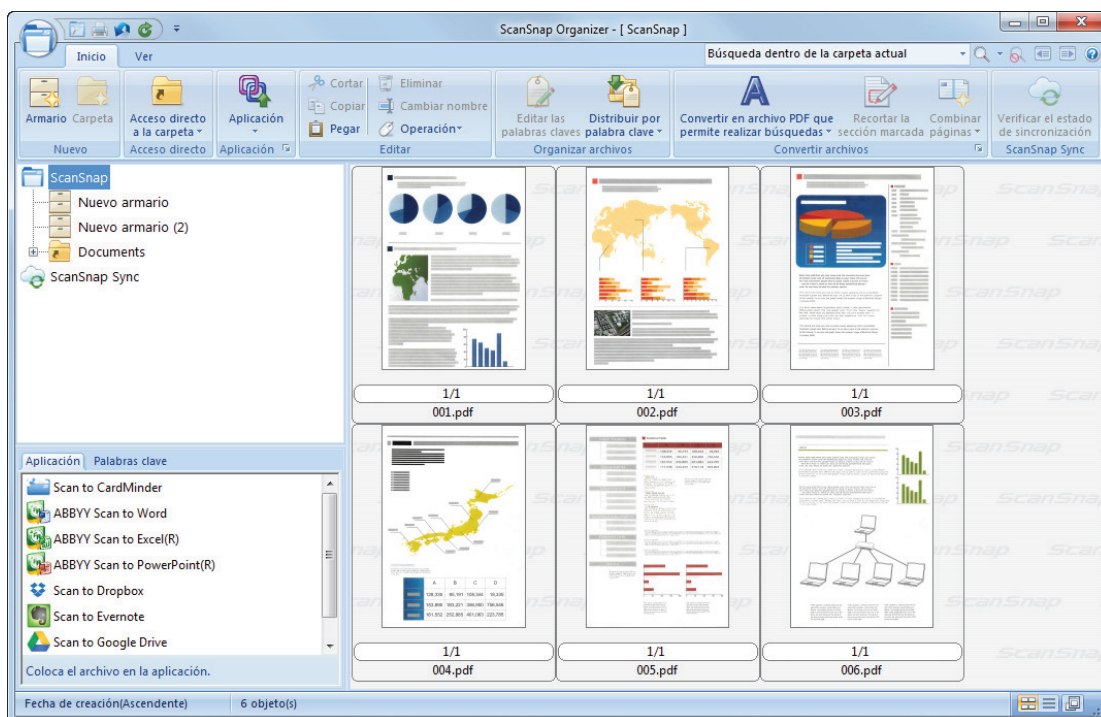 ScanSnap Organizer - [ ScanSnap ]
Inicio Ver
Búsqueda dentro de la carpeta actual
Armario Carpeta
Nuevo
Acceso directo
a la carpeta
Acceso directo
Aplicación
Aplicación
Cortar
Copiar
Pegar
Eliminar
Cambiar nombre
Operación
Editar
Editar las
palabras claves
Distribuir por
palabra clave
Organizar archivos
Convertir en archivo PDF que
permite realizar búsquedas
Recortar la
sección marcada
Combinar
páginas
Convertir archivos
Verificar el estado
de sincronización
ScanSnap Sync
ScanSnap
Nuevo armario
Nuevo armario (2)
Documents
ScanSnap Sync
Aplicación Palabras clave
Scan to CardMinder
ABBYY Scan to Word
ABBYY Scan to Excel(R)
ABBYY Scan to PowerPoint(R)
Scan to Dropbox
Scan to Evernote
Scan to Google Drive
Coloca el archivo en la aplicación.
1/1
001.pdf
1/1
002.pdf
1/1
003.pdf
A B C D
1/1
004.pdf
1/1
005.pdf
1/1
006.pdf
Fecha de creación(Ascendente) 6 objeto(s)